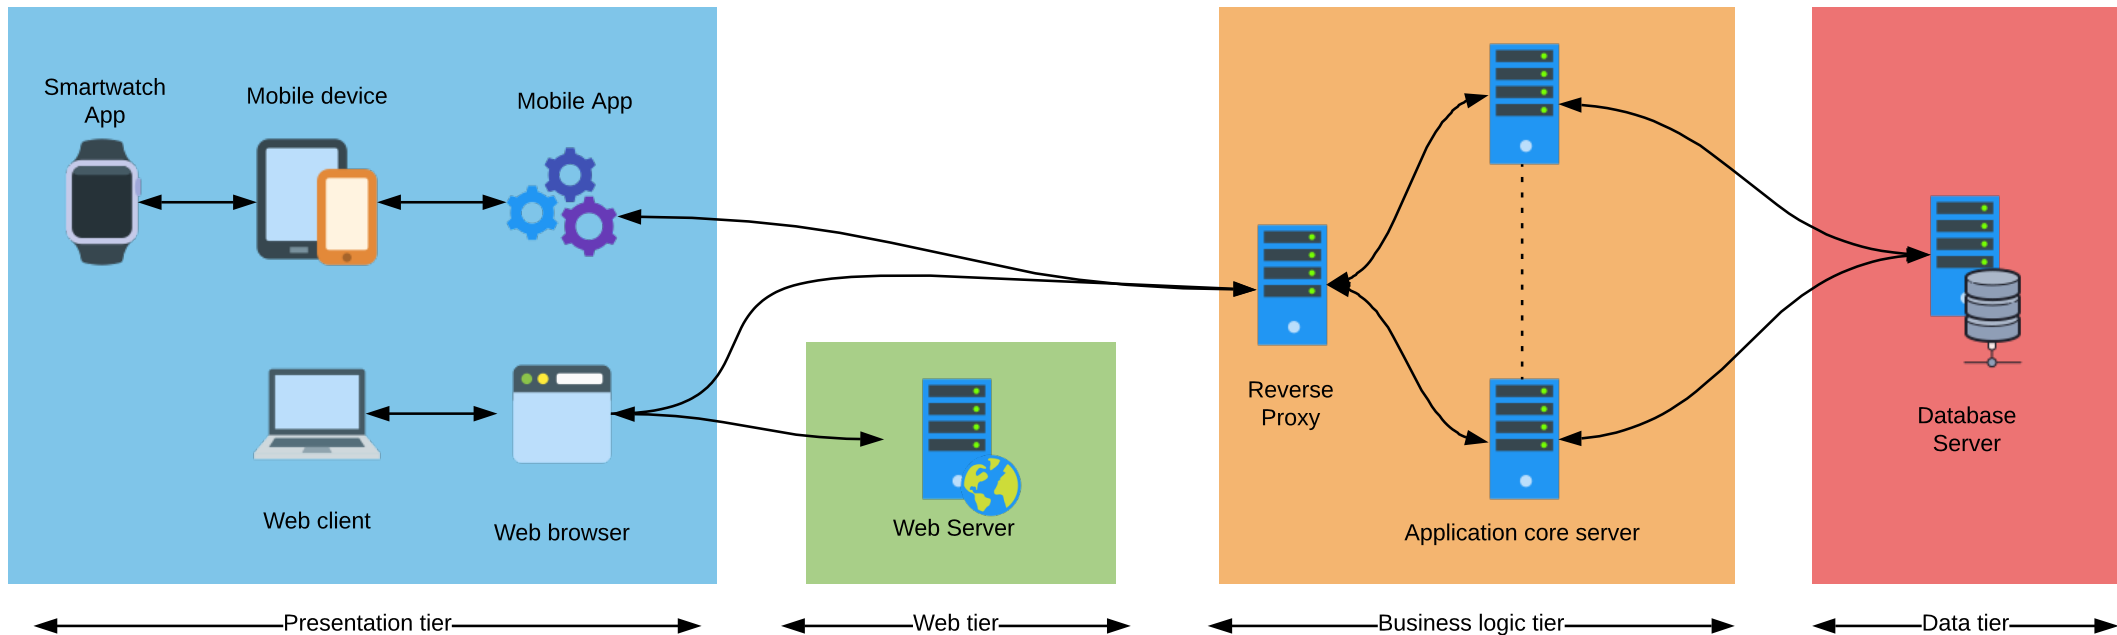 Smartwatch
App
Mobile device
Mobile App
Web client
Web browser
Web Server
Reverse
Proxy
Application core server
Database
Server
Presentation tier
Web tier
Business logic tier
Data tier